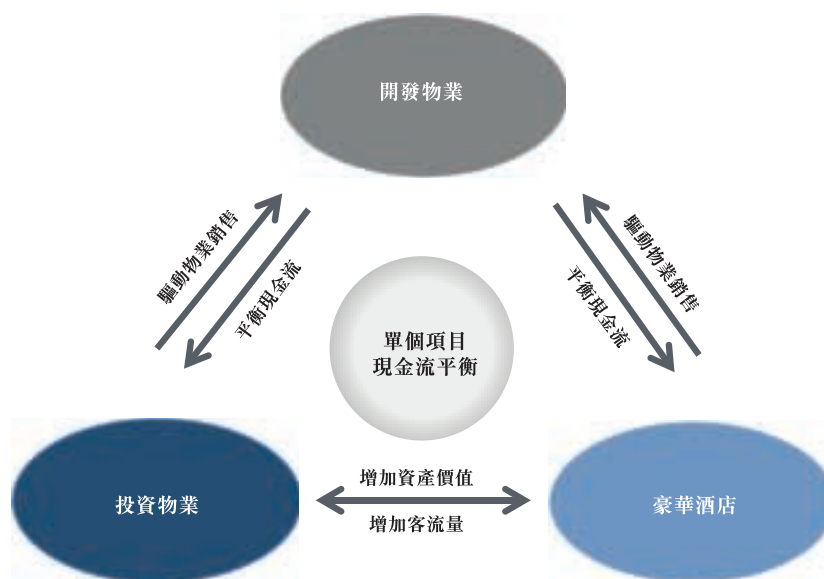 開發物業
驅動物業銷售
平衡現金流
平衡現金流
驅動物業銷售
單個項目
現金流平衡
投資物業
增加資產價值
增加客流量
豪華酒店